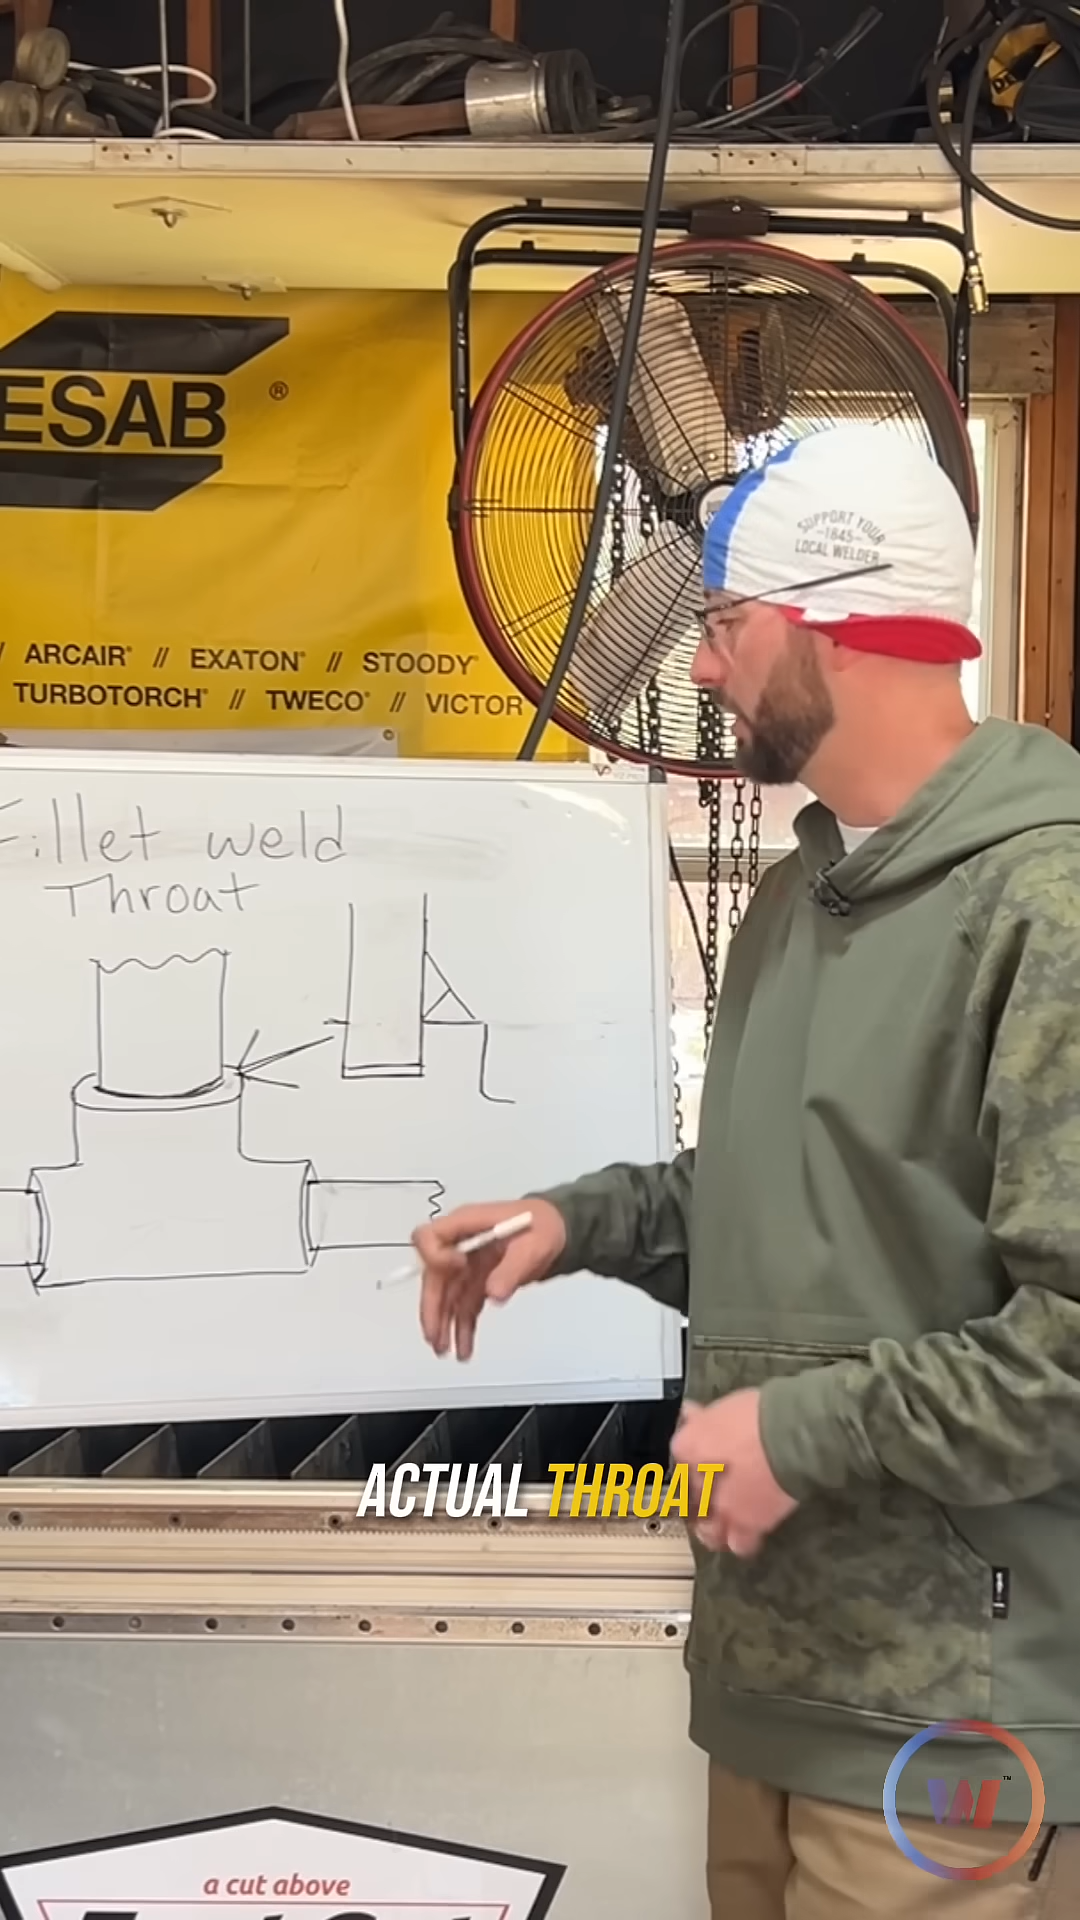 ESAB®
// ARCAIR® // EXATON® // STOODY®
TURBOTORCH® // TWECO® // VICTOR
SUPPORT YOUR
-1845-
LOCAL WELDER
Fillet weld
Throat
ACTUAL THROAT
W™
a cut above